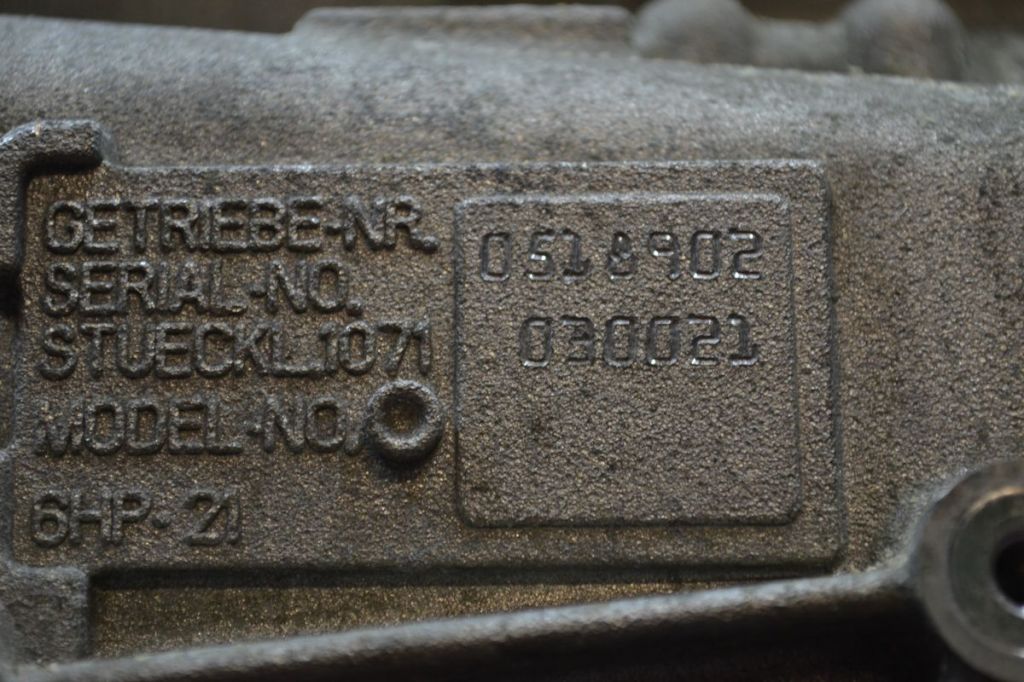 GETRIEBE-NR. 0518902
SERIAL-NO.
STUECKL.1071 030021
MODEL-NO.
6HP-21